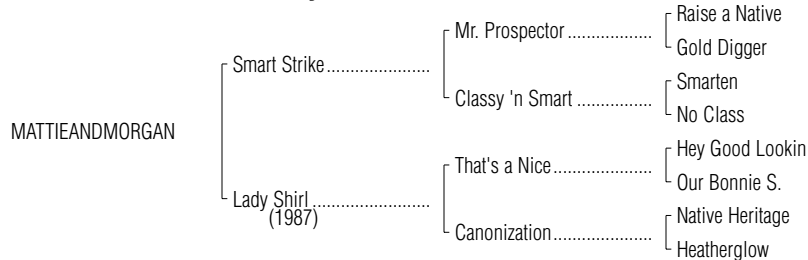 Raise a Native
Mr. Prospector ..................
Gold Digger
Smart Strike ......................
Smarten
Classy 'n Smart ................
No Class
MATTIEANDMORGAN
Hey Good Lookin
That's a Nice .....................
Our Bonnie S.
Lady Shirl .........................
(1987)
Native Heritage
Canonization .....................
Heatherglow